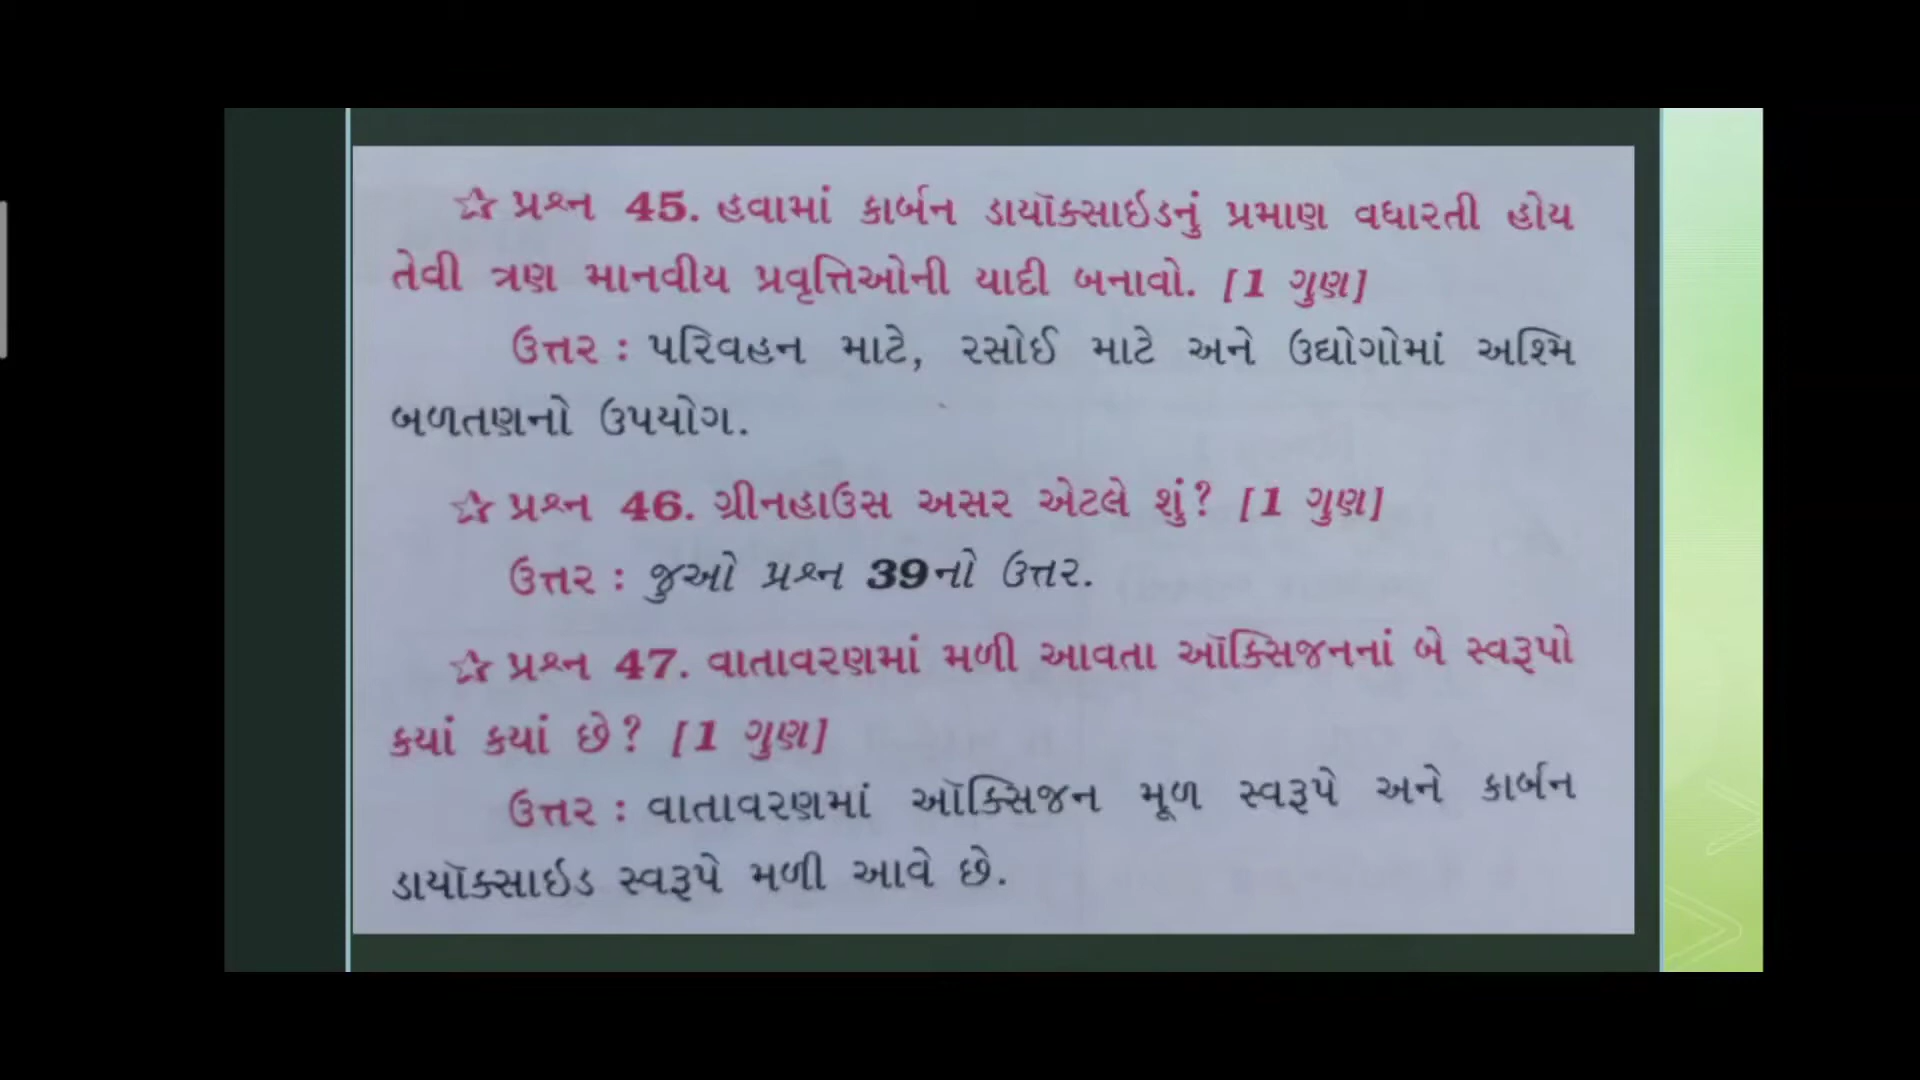 ☆ પ્રશ્ન 45. હવામાં કાર્બન ડાયૉક્સાઇડનું પ્રમાણ વધારતી હોય
તેવી ત્રણ માનવીય પ્રવૃત્તિઓની યાદી બનાવો. [1 ગુણ]
ઉત્તર : પરિવહન માટે, રસોઈ માટે અને ઉદ્યોગોમાં અશ્મિ
બળતણનો ઉપયોગ.
☆ પ્રશ્ન 46. ગ્રીનહાઉસ અસર એટલે શું? [1 ગુણ]
ઉત્તર : જુઓ પ્રશ્ન 39નો ઉત્તર.
☆ પ્રશ્ન 47. વાતાવરણમાં મળી આવતા ઑક્સિજનનાં બે સ્વરૂપો
કયાં કયાં છે? [1 ગુણ]
ઉત્તર : વાતાવરણમાં ઑક્સિજન મૂળ સ્વરૂપે અને કાર્બન
ડાયૉક્સાઇડ સ્વરૂપે મળી આવે છે.